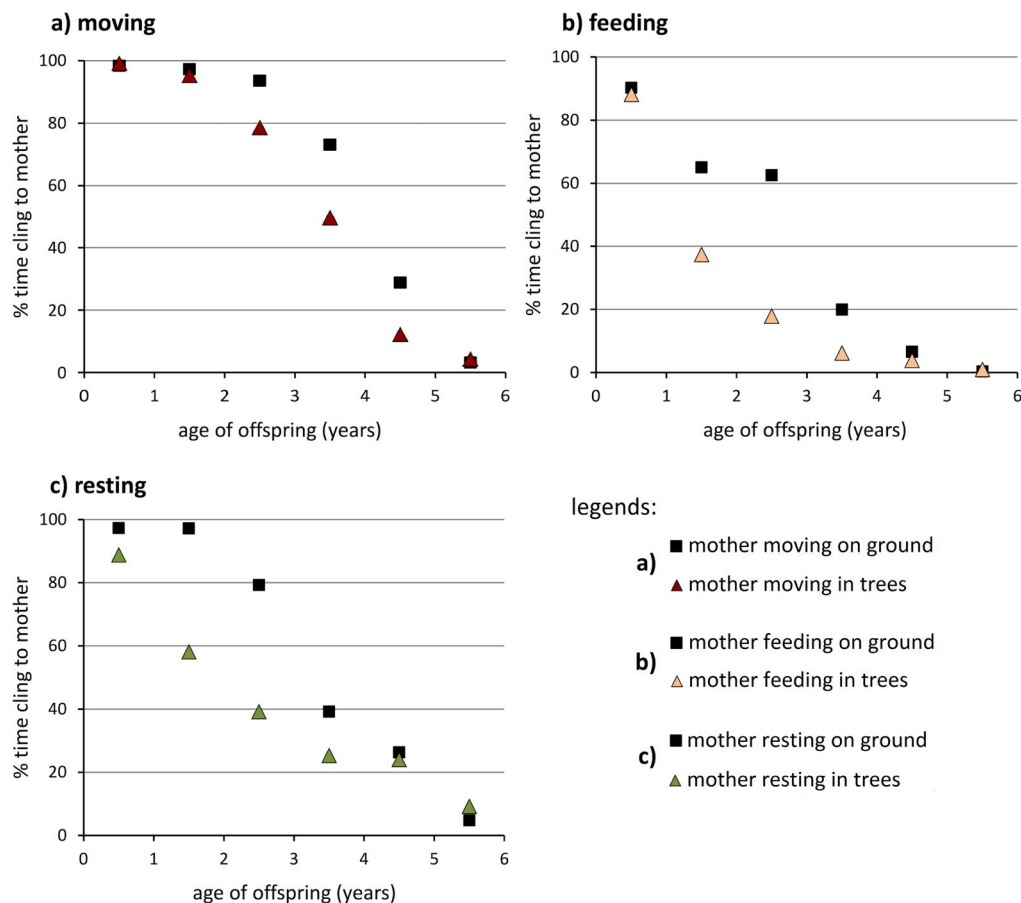 a) moving
% time cling to mother
100
80
60
40
20
0
0 1 2 3 4 5 6
age of offspring (years)
b) feeding
% time cling to mother
100
80
60
40
20
0
0 1 2 3 4 5 6
age of offspring (years)
c) resting
% time cling to mother
100
80
60
40
20
0
0 1 2 3 4 5 6
age of offspring (years)
legends:
a)
mother moving on ground
mother moving in trees
b)
mother feeding on ground
mother feeding in trees
c)
mother resting on ground
mother resting in trees